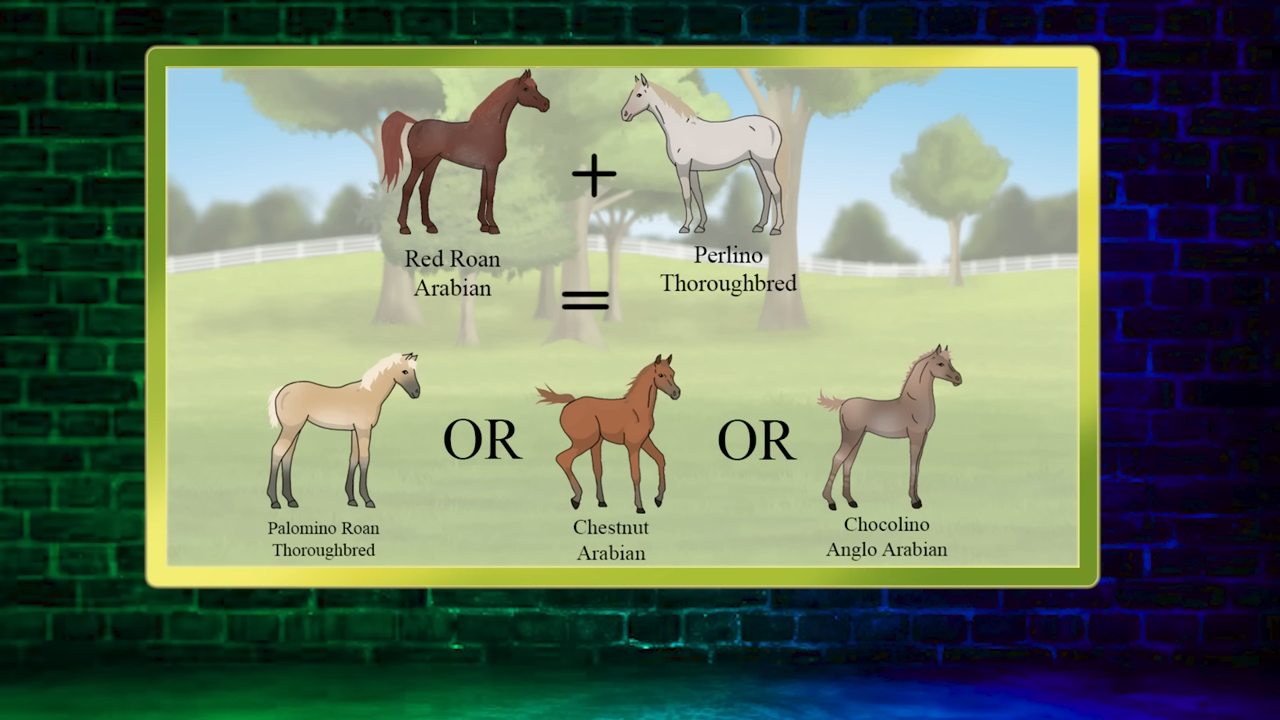 Red Roan
Arabian
+
Perlino
Thoroughbred
=
Palomino Roan
Thoroughbred
OR
Chestnut
Arabian
OR
Chocolino
Anglo Arabian